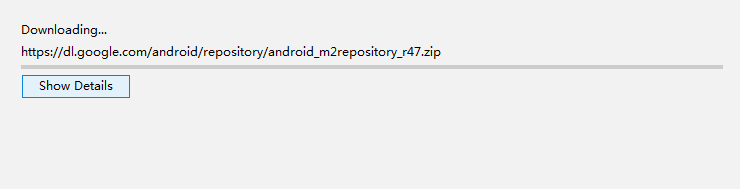 Downloading...
https://dl.google.com/android/repository/android_m2repository_r47.zip
Show Details